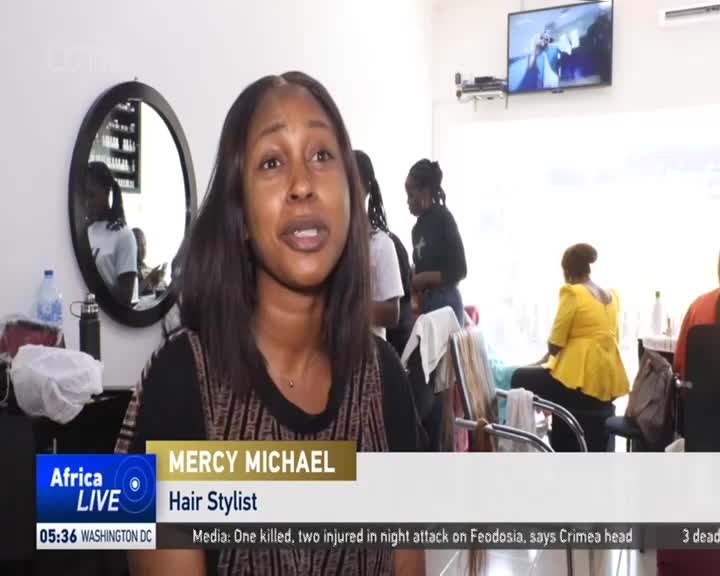 MERCY MICHAEL
Hair Stylist
Africa
LIVE
05:36 WASHINGTON DC
Media: One killed, two injured in night attack on Feodosia, says Crimea head
3 dead